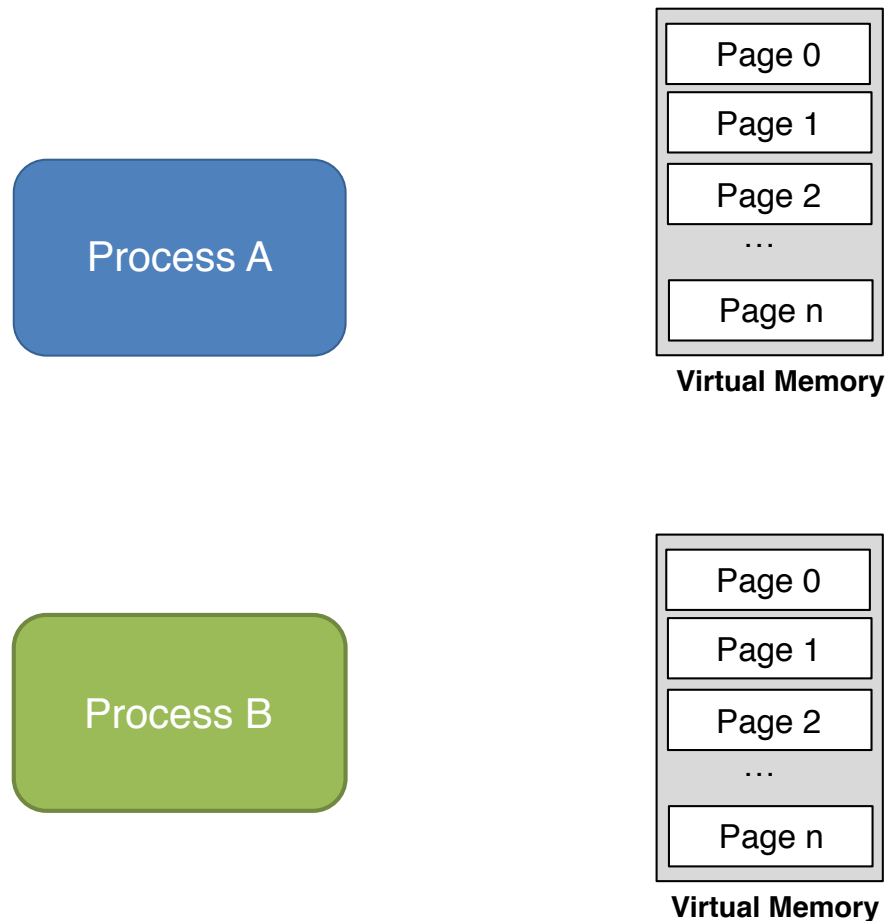 Page 0
Page 1
Process A
Page 2
...
Page n
Virtual Memory
Page 0
Page 1
Process B
Page 2
...
Page n
Virtual Memory